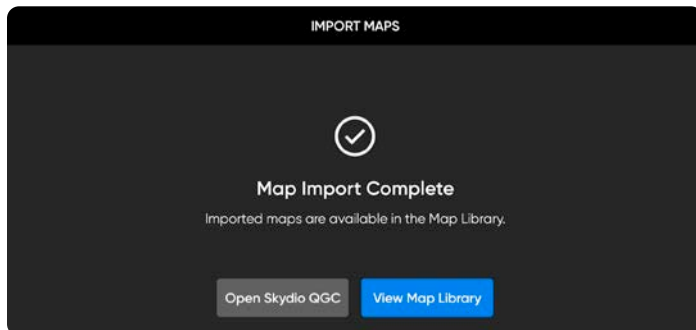 IMPORT MAPS
Map Import Complete
Imported maps are available in the Map Library.
Open Skydio QGC
View Map Library